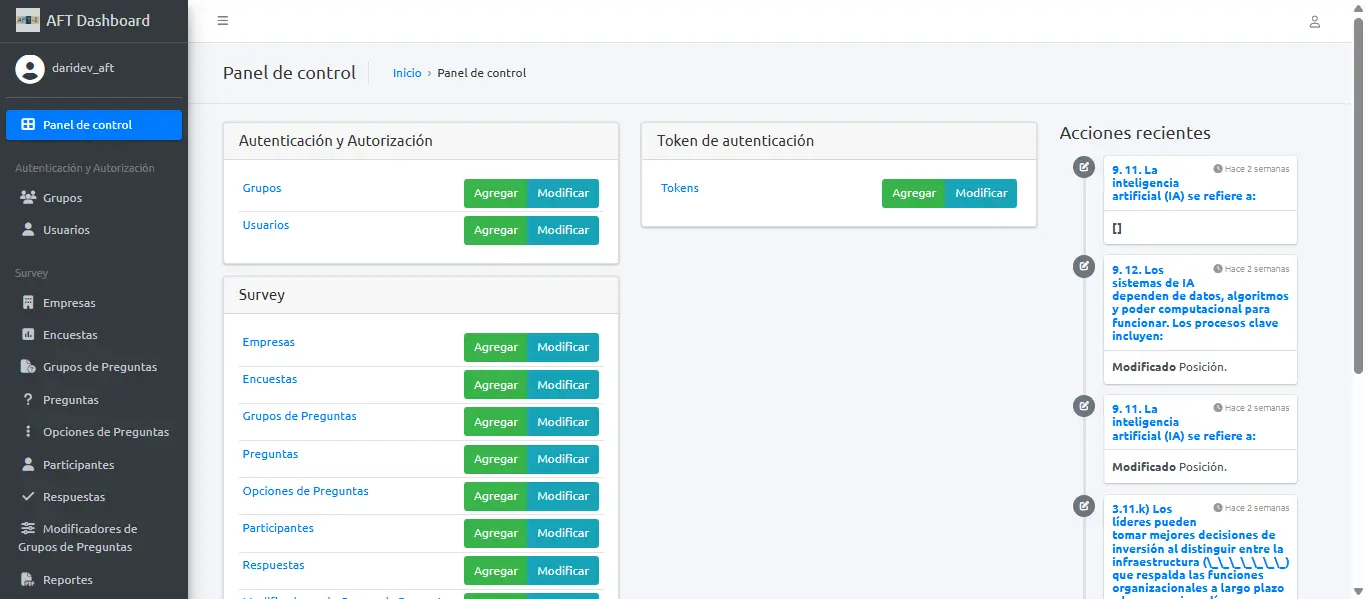 AFT Dashboard
daridev_aft
Panel de control
Autenticación y Autorización
Grupos
Usuarios
Survey
Empresas
Encuestas
Grupos de Preguntas
Preguntas
Opciones de Preguntas
Participantes
Respuestas
Modificadores de
Grupos de Preguntas
Reportes
Panel de control
Inicio › Panel de control
Autenticación y Autorización
Grupos Agregar Modificar
Usuarios Agregar Modificar
Survey
Empresas Agregar Modificar
Encuestas Agregar Modificar
Grupos de Preguntas Agregar Modificar
Preguntas Agregar Modificar
Opciones de Preguntas Agregar Modificar
Participantes Agregar Modificar
Respuestas Agregar Modificar
Token de autenticación
Tokens Agregar Modificar
Acciones recientes
9. 11. La Hace 2 semanas
inteligencia
artificial (IA) se refiere a:
[]
9. 12. Los Hace 2 semanas
sistemas de IA
dependen de datos, algoritmos
y poder computacional para
funcionar. Los procesos clave
incluyen:
Modificado Posición.
9. 11. La Hace 2 semanas
inteligencia
artificial (IA) se refiere a:
Modificado Posición.
3.11.k) Los Hace 2 semanas
líderes pueden
tomar mejores decisiones de
inversión al distinguir entre la
infraestructura (\_\_\_\_\_\_\_)
que respalda las funciones
organizacionales a largo plazo